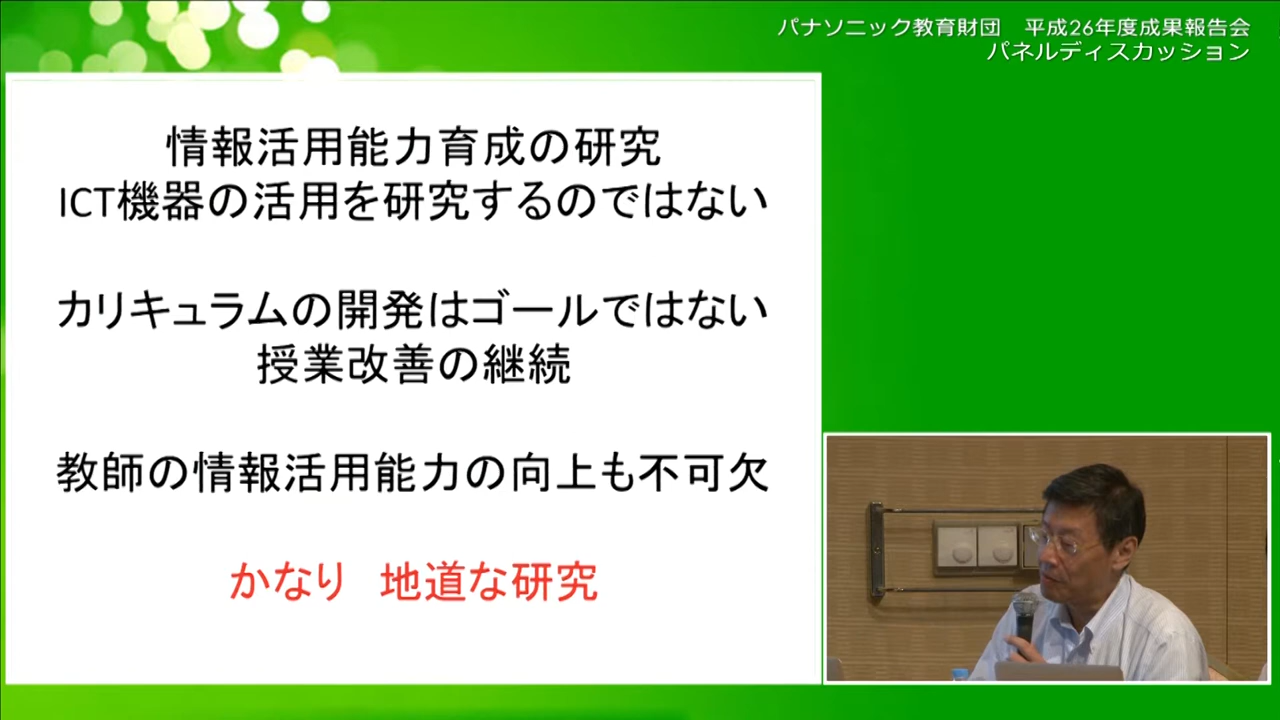 パナソニック教育財団　平成26年度成果報告会
パネルディスカッション
情報活用能力育成の研究
ICT機器の活用を研究するのではない
カリキュラムの開発はゴールではない
授業改善の継続
教師の情報活用能力の向上も不可欠
かなり　地道な研究